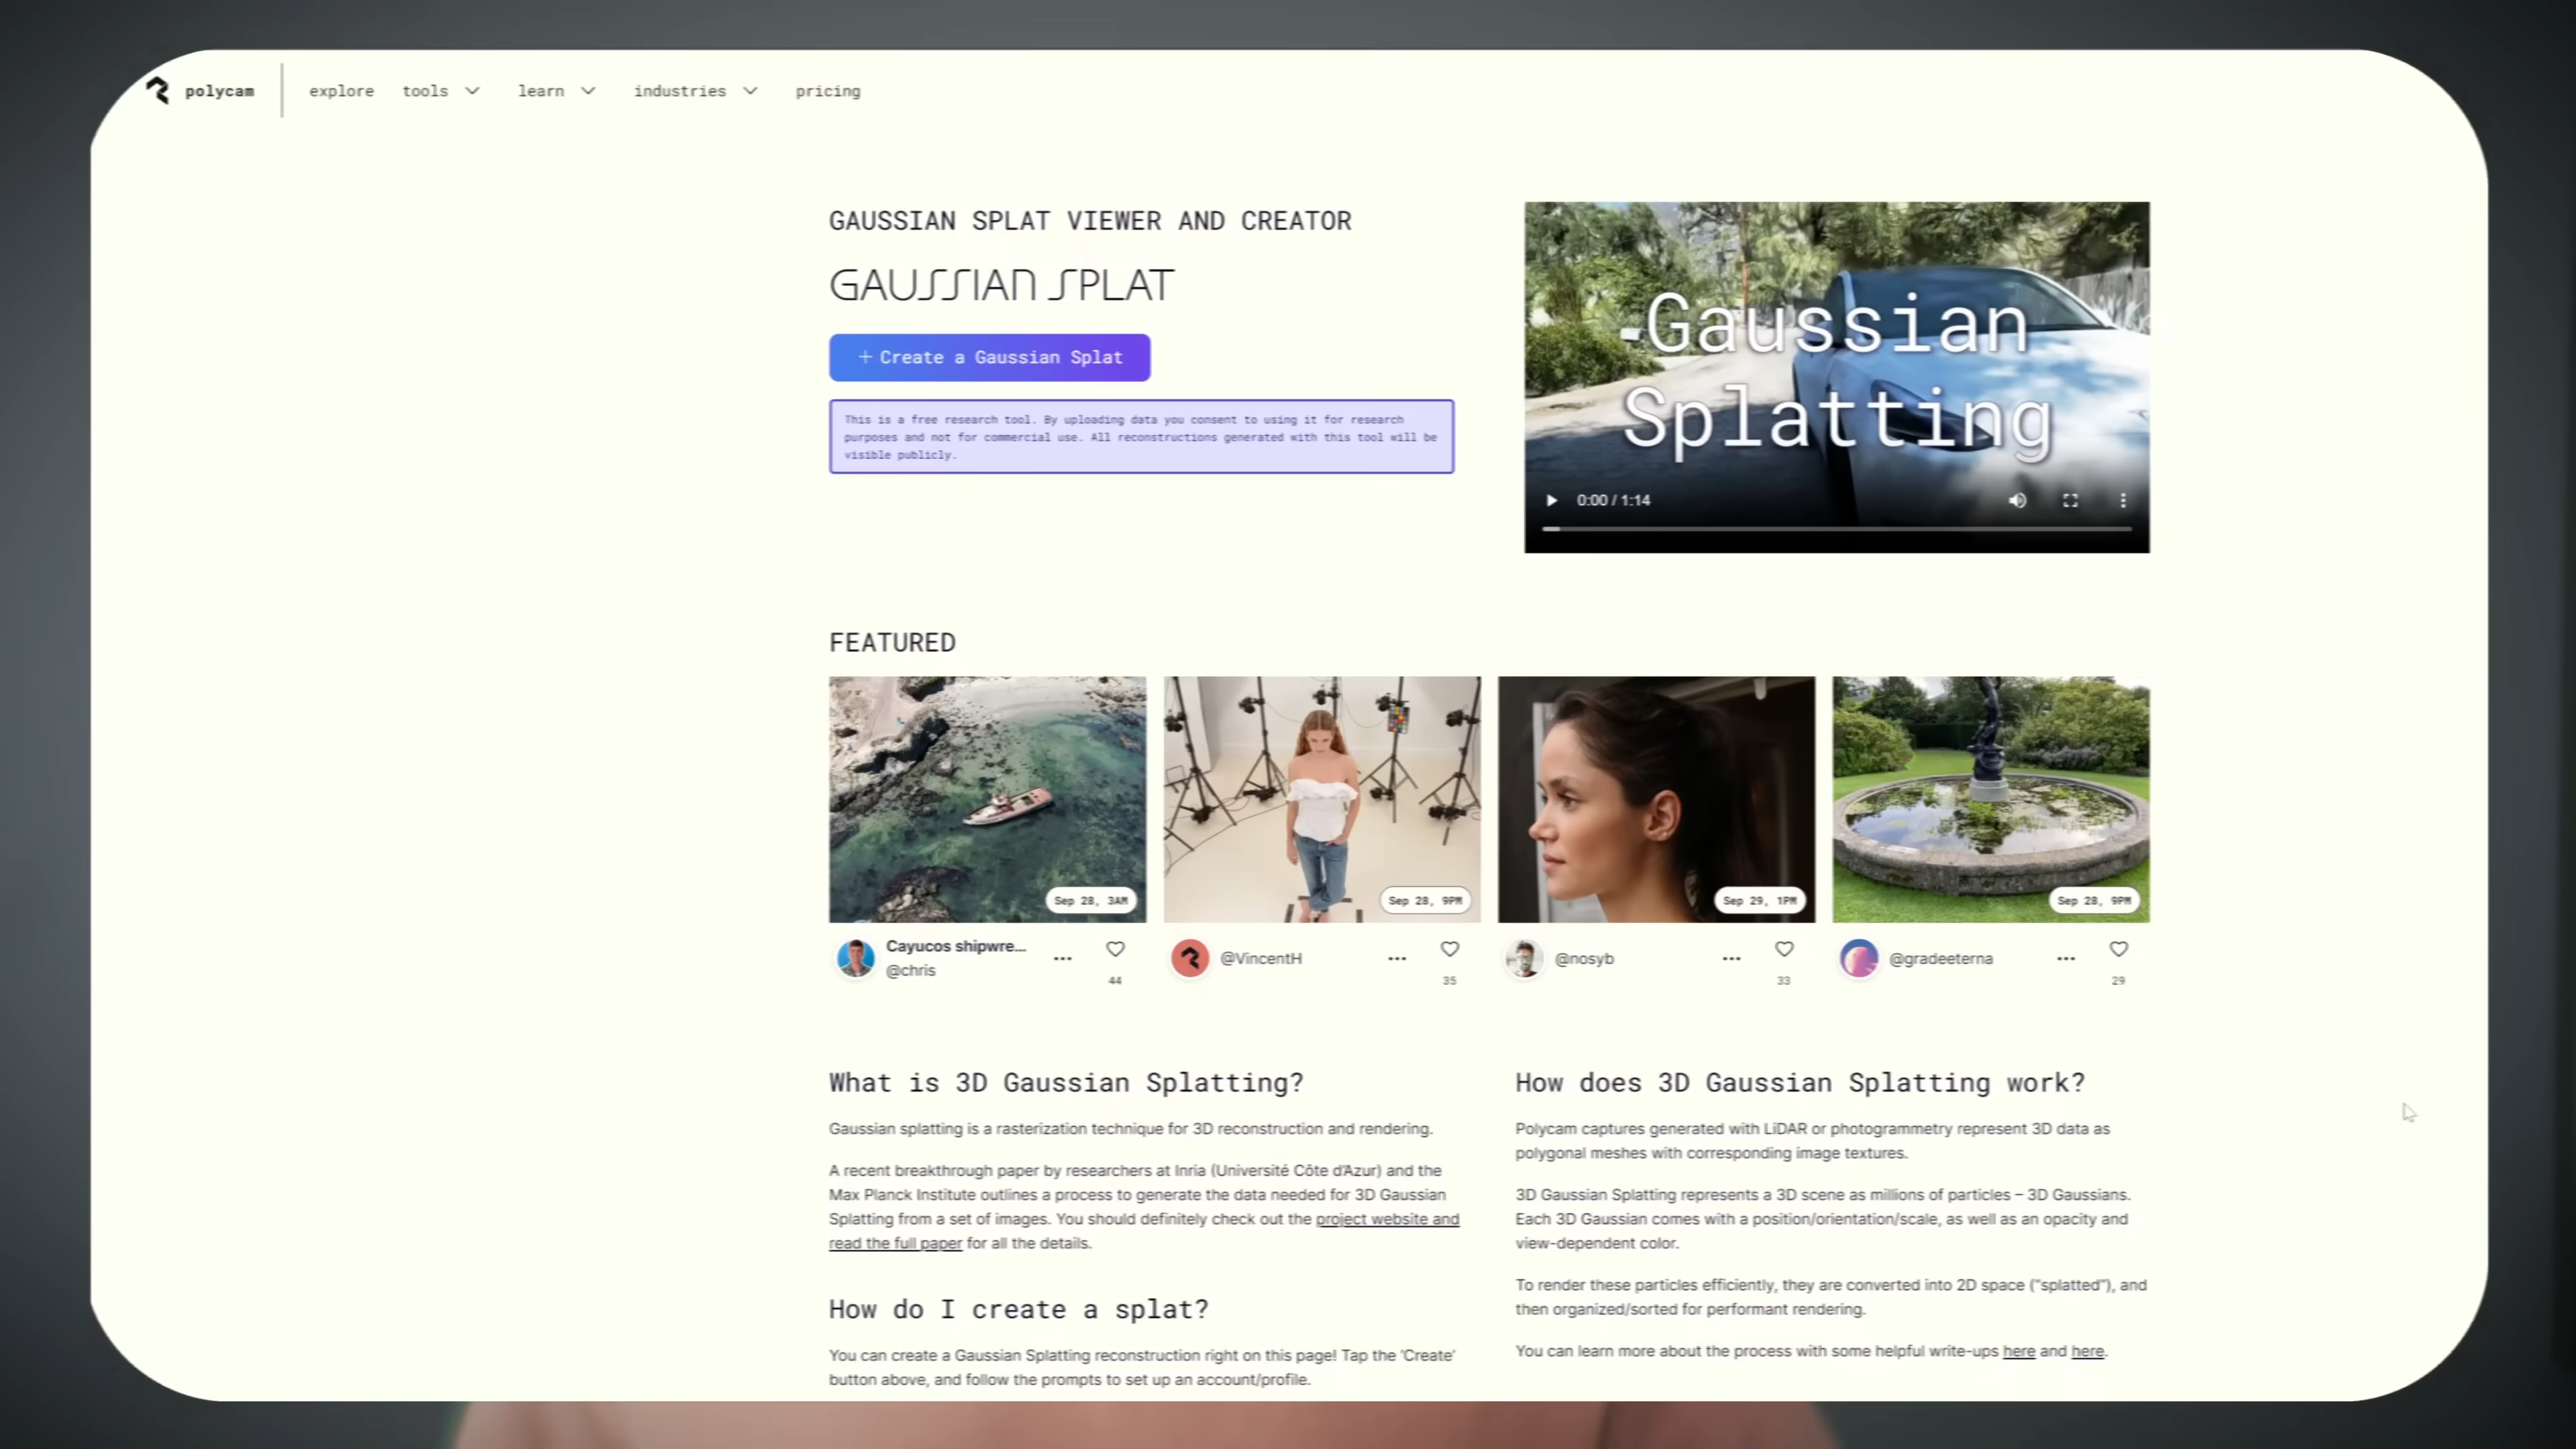 polycam
explore tools learn industries pricing
GAUSSIAN SPLAT VIEWER AND CREATOR
GAUSSIAN SPLAT
+ Create a Gaussian Splat
This is a free research tool. By uploading data you consent to using it for research
purposes and not for commercial use. All reconstructions generated with this tool will be
visible publicly.
Gaussian
Splatting
0:00 / 1:14
FEATURED
Sep 28, 3AM
Sep 28, 9PM
Sep 29, 1PM
Sep 28, 9PM
Cayucos shipwre...
@chris
44
@VincentH
35
@nosyb
33
@gradeeterna
29
What is 3D Gaussian Splatting?
Gaussian splatting is a rasterization technique for 3D reconstruction and rendering.
A recent breakthrough paper by researchers at Inria (Université Côte d'Azur) and the
Max Planck Institute outlines a process to generate the data needed for 3D Gaussian
Splatting from a set of images. You should definitely check out the project website and
read the full paper for all the details.
How do I create a splat?
You can create a Gaussian Splatting reconstruction right on this page! Tap the 'Create'
button above, and follow the prompts to set up an account/profile.
How does 3D Gaussian Splatting work?
Polycam captures generated with LiDAR or photogrammetry represent 3D data as
polygonal meshes with corresponding image textures.
3D Gaussian Splatting represents a 3D scene as millions of particles – 3D Gaussians.
Each 3D Gaussian comes with a position/orientation/scale, as well as an opacity and
view-dependent color.
To render these particles efficiently, they are converted into 2D space ("splatted"), and
then organized/sorted for performant rendering.
You can learn more about the process with some helpful write-ups here and here.